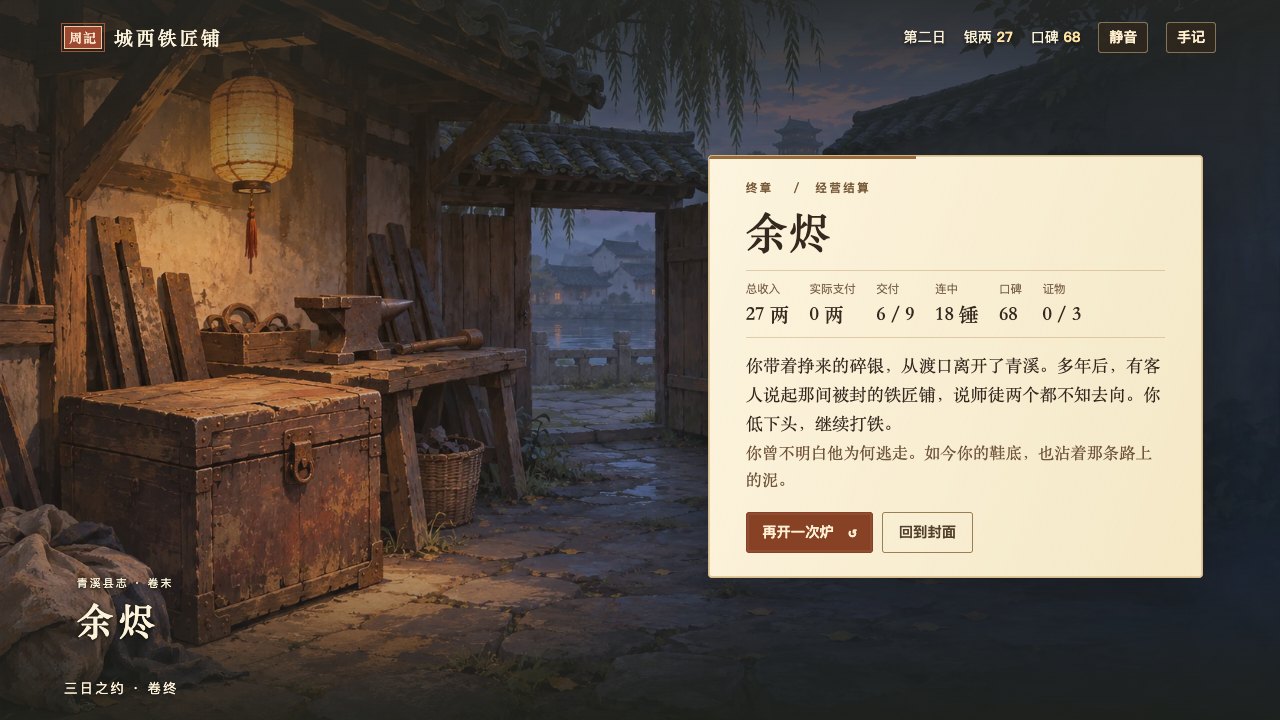 周記 城西铁匠铺
第二日 银两 27 口碑 68 静音 手记
终章 / 经营结算
余烬
总收入 实际支付 交付 连中 口碑 证物
27 两 0 两 6 / 9 18 锤 68 0 / 3
你带着挣来的碎银，从渡口离开了青溪。多年后，有客
人说起那间被封的铁匠铺，说师徒两个都不知去向。你
低下头，继续打铁。
你曾不明白他为何逃走。如今你的鞋底，也沾着那条路上
的泥。
再开一次炉 ↺ 回到封面
青溪县志 · 卷末
余烬
三日之约 · 卷终